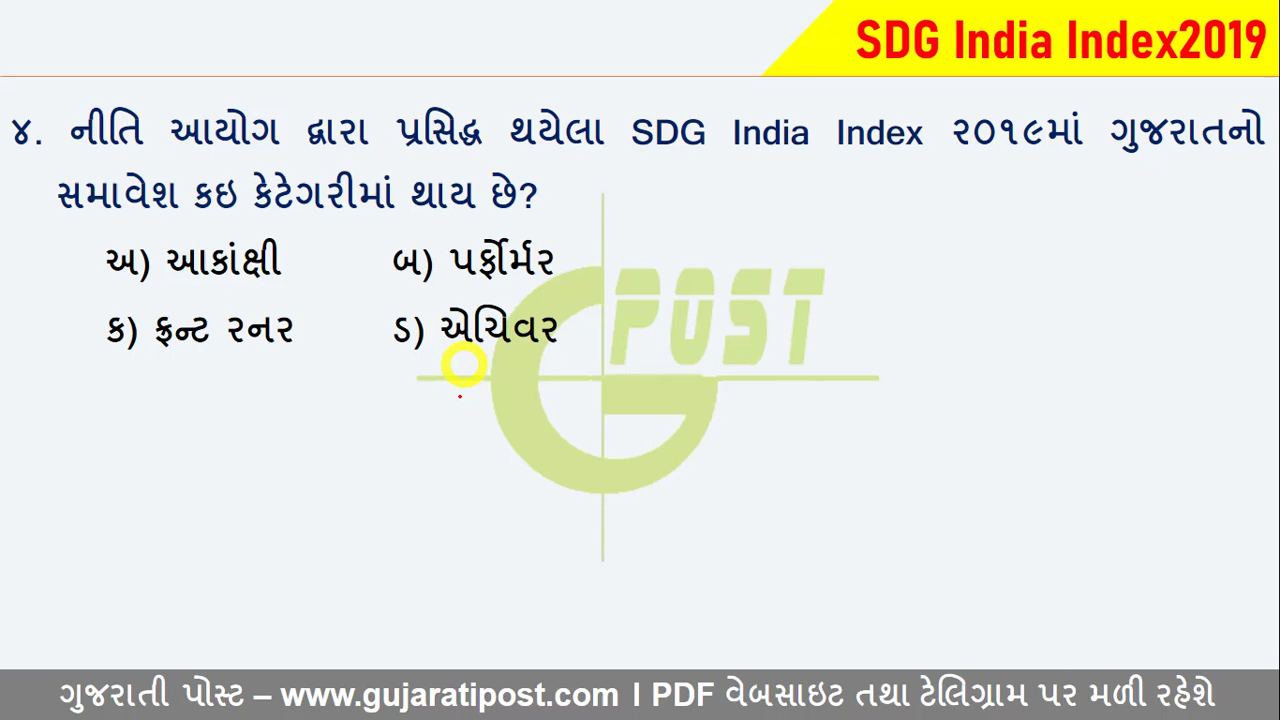 SDG India Index2019
૪. નીતિ આયોગ દ્વારા પ્રસિદ્ધ થયેલા SDG India Index ૨૦૧૯માં ગુજરાતનો
સમાવેશ કઇ કેટેગરીમાં થાય છે?
અ) આકાંક્ષી બ) પર્ફોર્મર
ક) ફ્રન્ટ રનર ડ) એચિવર
G POST
ગુજરાતી પોસ્ટ – www.gujaratipost.com I PDF વેબસાઇટ તથા ટેલિગ્રામ પર મળી રહેશે